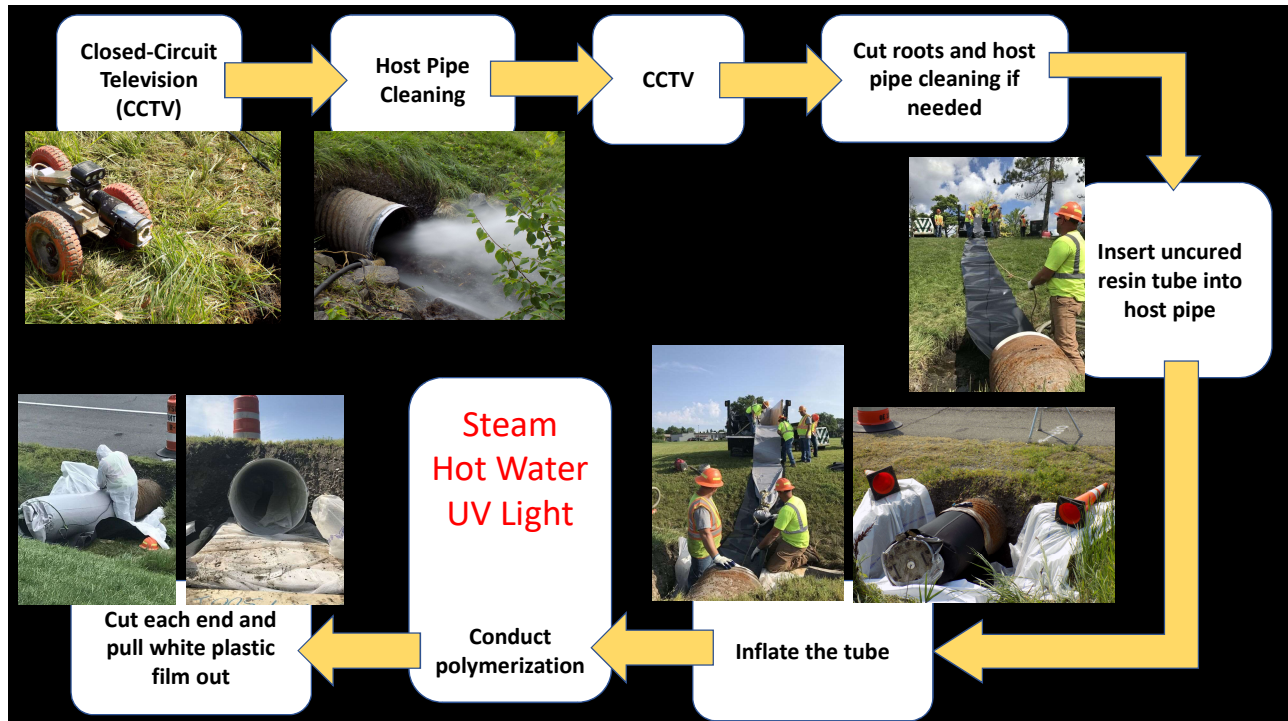 Closed-Circuit
Television
(CCTV)
Host Pipe
Cleaning
CCTV
Cut roots and host
pipe cleaning if
needed
Insert uncured
resin tube into
host pipe
Inflate the tube
Steam
Hot Water
UV Light
Conduct
polymerization
Cut each end and
pull white plastic
film out